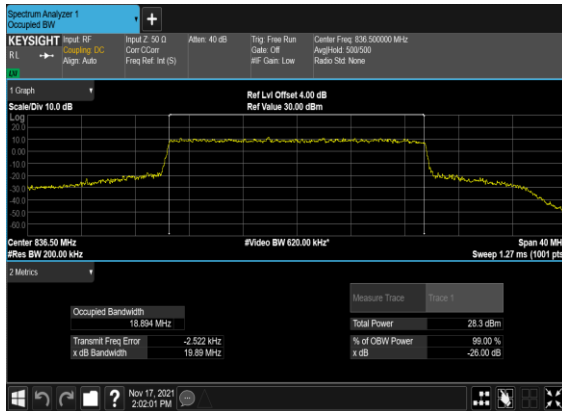 Spectrum Analyzer 1
Occupied BW
+
KEYSIGHT Input: RF Input Z: 50 Ω Atten: 40 dB Trig: Free Run Center Freq: 836.500000 MHz
RL Coupling: DC Corr CCorr Gate: Off Avg|Hold: 500/500
Align: Auto Freq Ref: Int (S) #IF Gain: Low Radio Std: None
1 Graph
Ref Lvl Offset 4.00 dB
Scale/Div 10.0 dB Ref Value 30.00 dBm
Log
20.0
10.0
0.00
-10.0
-20.0
-30.0
-40.0
-50.0
-60.0
Center 836.50 MHz #Video BW 620.00 kHz* Span 40 MH
#Res BW 200.00 kHz Sweep 1.27 ms (1001 pts
2 Metrics
Measure Trace Trace 1
Occupied Bandwidth
18.894 MHz Total Power 28.3 dBm
Transmit Freq Error -2.522 kHz % of OBW Power 99.00 %
x dB Bandwidth 19.89 MHz x dB -26.00 dB
? Nov 17, 2021
2:02:01 PM